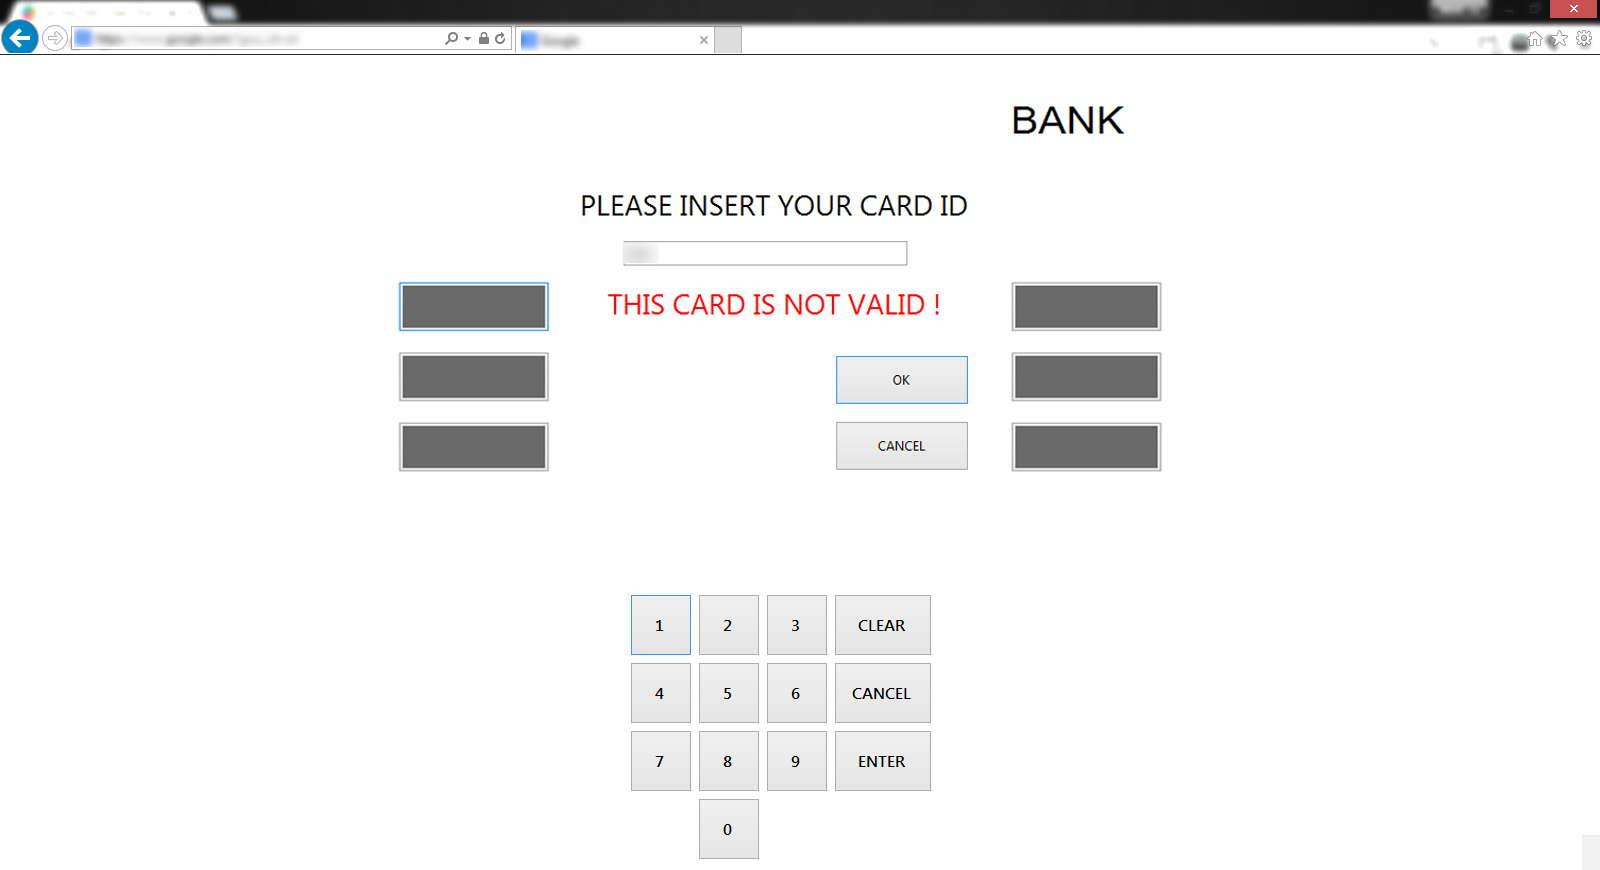 BANK
PLEASE INSERT YOUR CARD ID
THIS CARD IS NOT VALID !
OK
CANCEL
1 2 3 CLEAR
4 5 6 CANCEL
7 8 9 ENTER
0